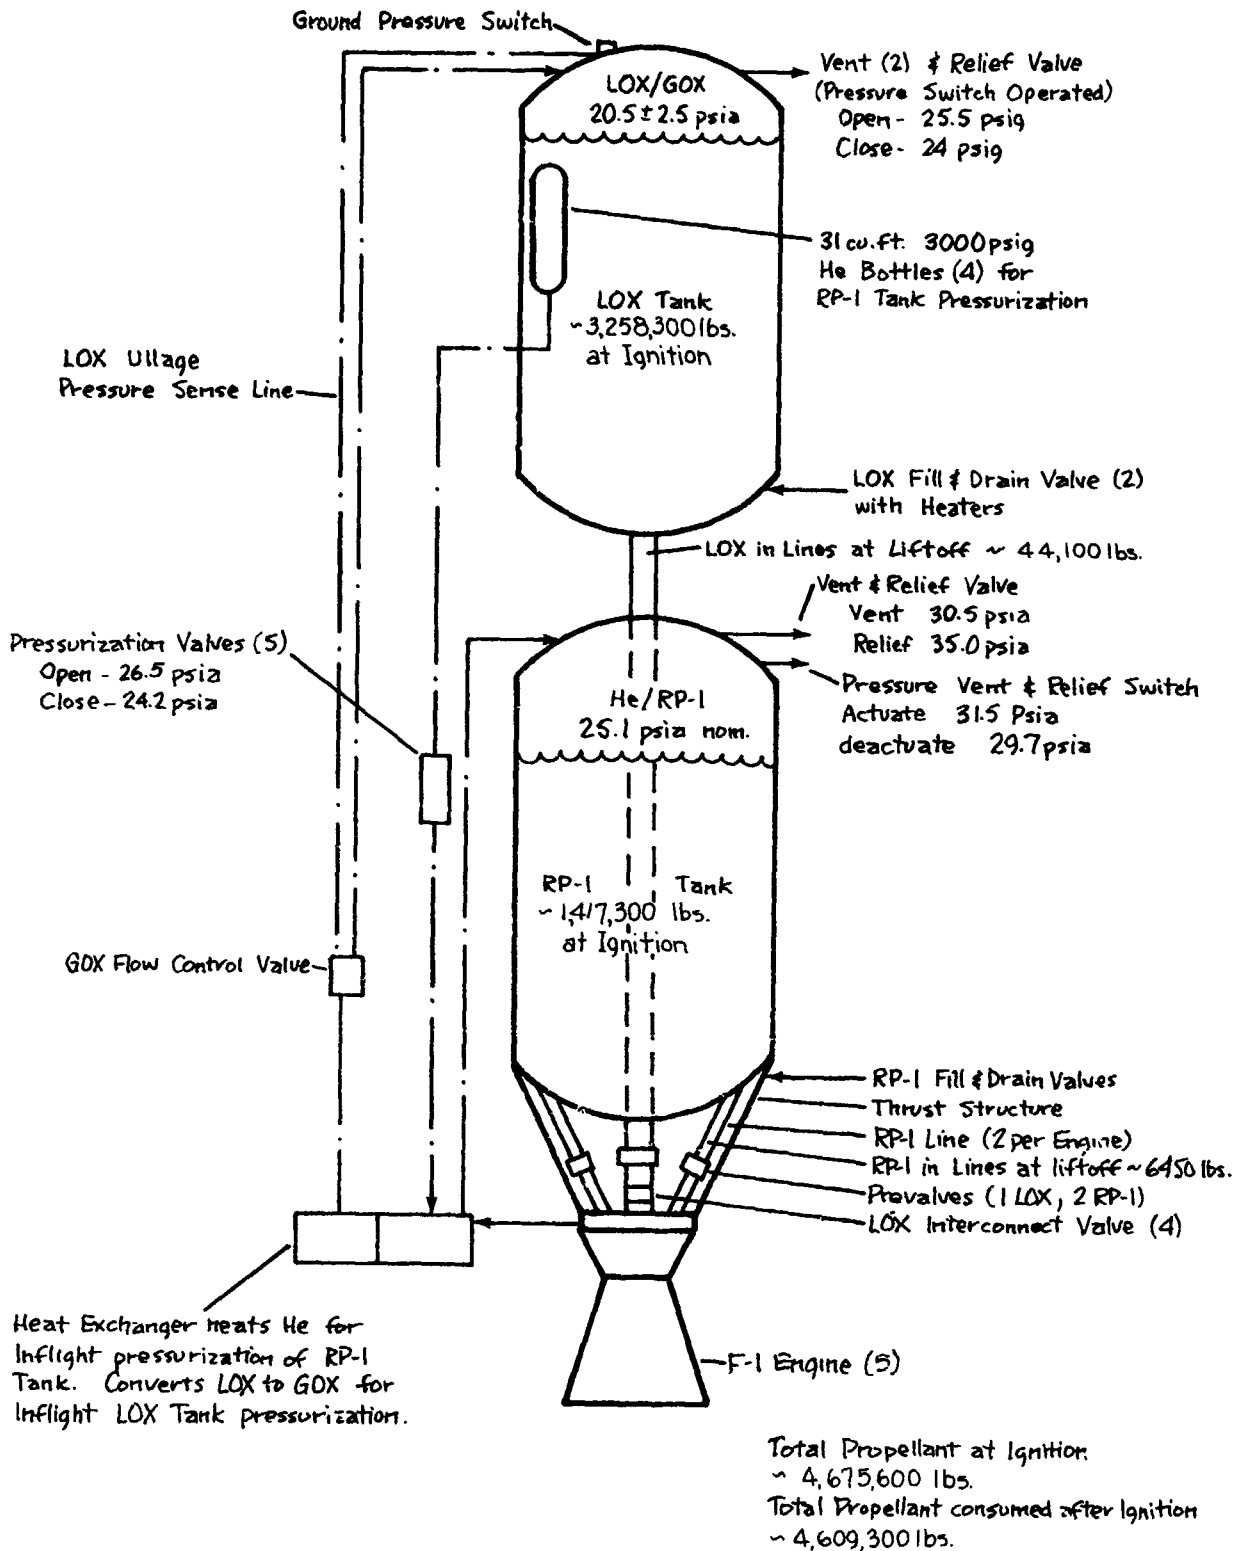 Ground Pressure Switch
Vent (2) & Relief Valve
(Pressure Switch Operated)
Open - 25.5 psig
Close - 24 psig
LOX/GOX
20.5 ± 2.5 psia
31 cu.ft. 3000 psig
He Bottles (4) for
RP-1 Tank Pressurization
LOX Tank
~3,258,300 lbs.
at Ignition
LOX Ullage
Pressure Sense Line
LOX Fill & Drain Valve (2)
with Heaters
LOX in Lines at Liftoff ~ 44,100 lbs.
Vent & Relief Valve
Vent 30.5 psia
Relief 35.0 psia
Pressurization Valves (5)
Open - 26.5 psia
Close - 24.2 psia
Pressure Vent & Relief Switch
Actuate 31.5 Psia
deactuate 29.7 psia
He/RP-1
25.1 psia nom.
RP-1 Tank
~ 1,417,300 lbs.
at Ignition
GOX Flow Control Valve
RP-1 Fill & Drain Valves
Thrust Structure
RP-1 Line (2 per Engine)
RP-1 in Lines at liftoff ~ 6450 lbs.
Prevalves (1 LOX, 2 RP-1)
LOX Interconnect Valve (4)
Heat Exchanger heats He for
Inflight pressurization of RP-1
Tank. Converts LOX to GOX for
Inflight LOX Tank pressurization.
F-1 Engine (5)
Total Propellant at Ignition
~ 4,675,600 lbs.
Total Propellant consumed after Ignition
~ 4,609,300 lbs.